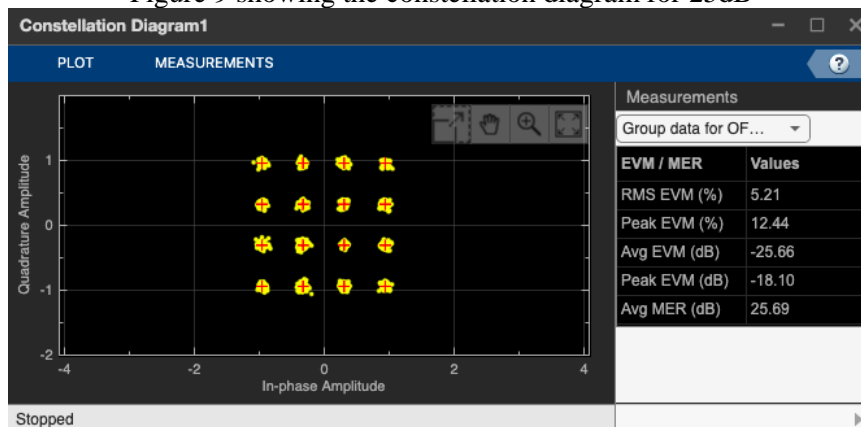 Figure 9 showing the constellation diagram for 25dB
Constellation Diagram1
PLOT MEASUREMENTS ?
Measurements
Group data for OF...
EVM / MER Values
RMS EVM (%) 5.21
Peak EVM (%) 12.44
Avg EVM (dB) -25.66
Peak EVM (dB) -18.10
Avg MER (dB) 25.69
Quadrature Amplitude
1
0
-1
-2
-4 -2 0 2 4
In-phase Amplitude
Stopped